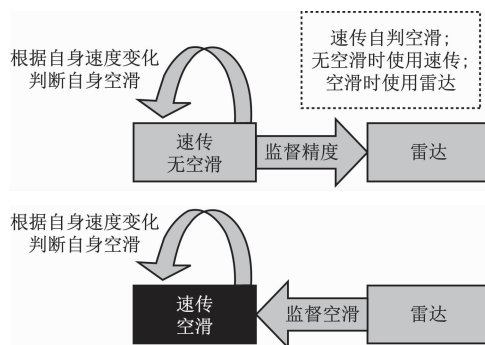 速传自判空滑;
无空滑时使用速传;
空滑时使用雷达
根据自身速度变化
判断自身空滑
速传
无空滑
监督精度
雷达
根据自身速度变化
判断自身空滑
速传
空滑
监督空滑
雷达